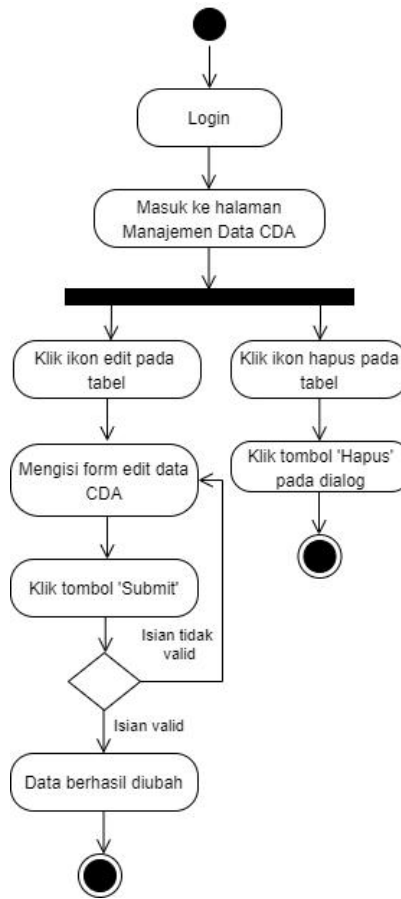 Login
Masuk ke halaman
Manajemen Data CDA
Klik ikon edit pada
tabel
Klik ikon hapus pada
tabel
Mengisi form edit data
CDA
Klik tombol 'Hapus'
pada dialog
Klik tombol 'Submit'
Isian tidak
valid
Isian valid
Data berhasil diubah